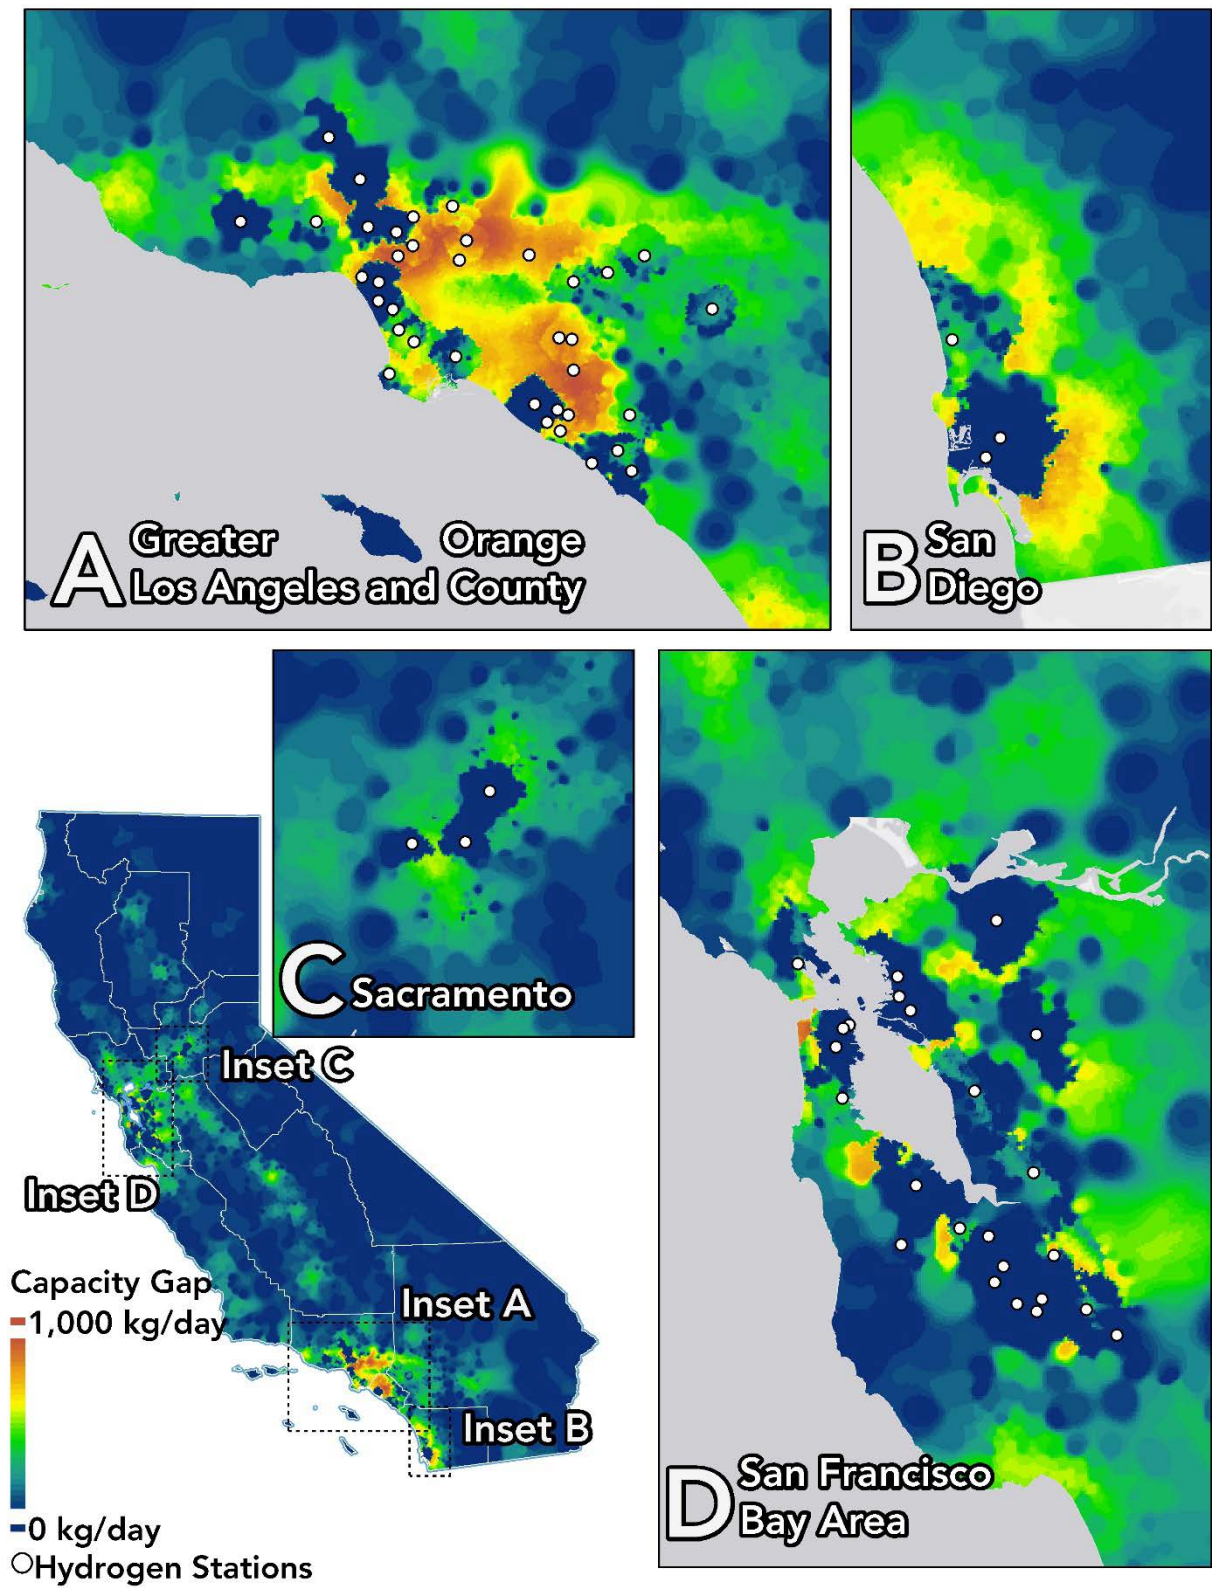 A Greater Orange
Los Angeles and County
B San
Diego
C Sacramento
Inset C
Inset D
Capacity Gap
1,000 kg/day
Inset A
Inset B
0 kg/day
Hydrogen Stations
D San Francisco
Bay Area